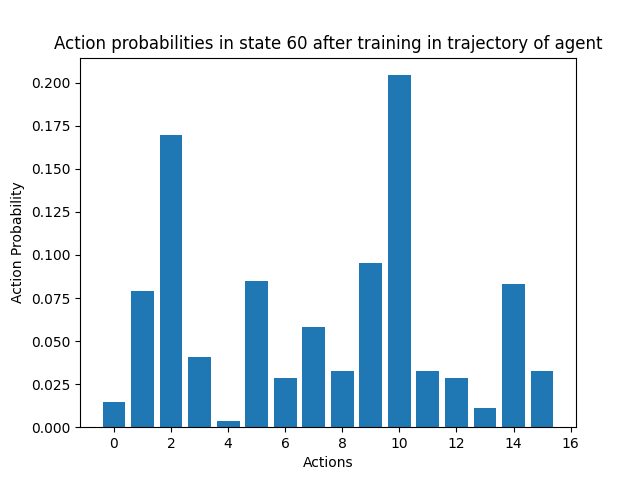 Action probabilities in state 60 after training in trajectory of agent
0.200
0.175
0.150
0.125
0.100
0.075
0.050
0.025
0.000
Action Probability
0 2 4 6 8 10 12 14 16
Actions